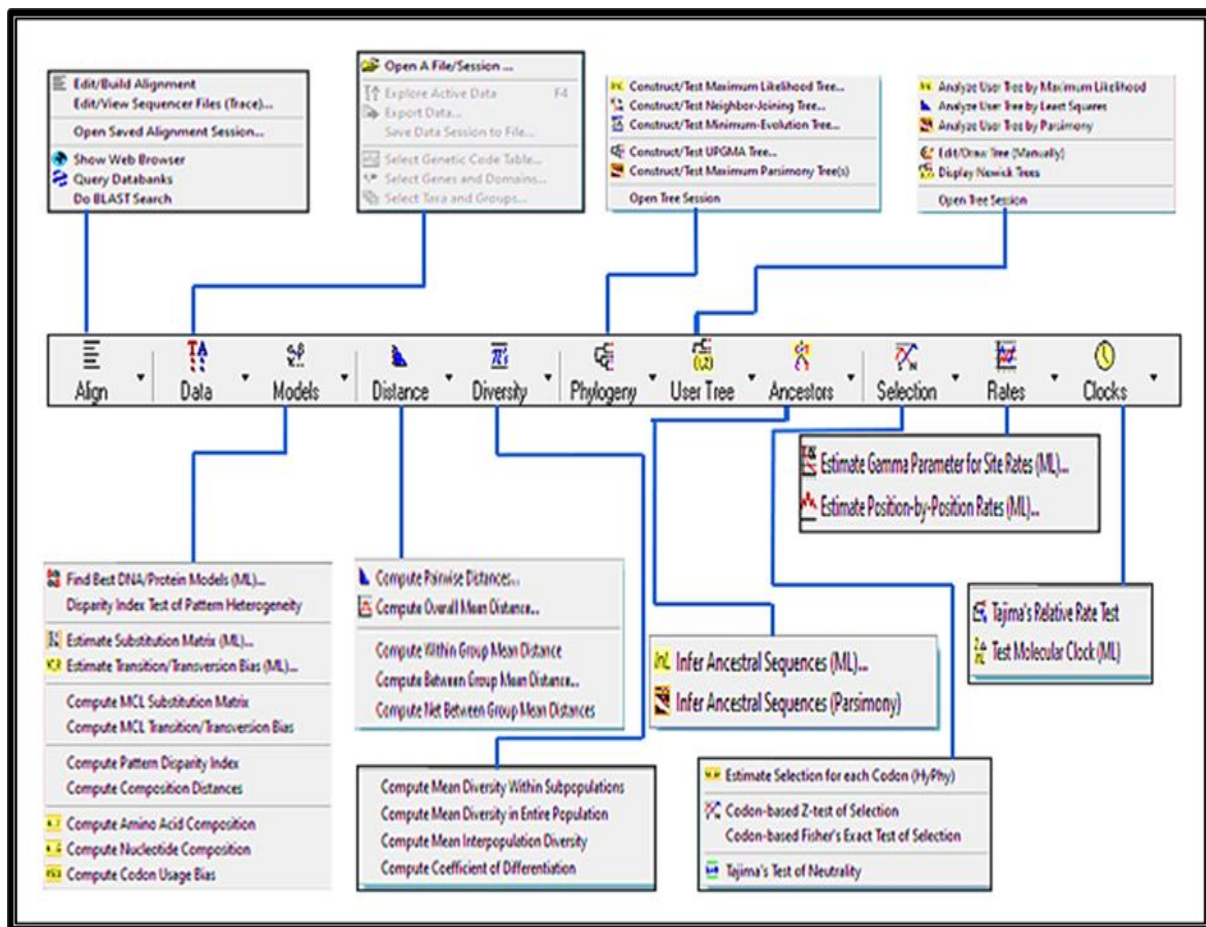 Edit/Build Alignment
Edit/View Sequencer Files (Trace)...
Open Saved Alignment Session...
Show Web Browser
Query Databanks
Do BLAST Search
Open A File/Session ...
Explore Active Data F4
Export Data...
Save Data Session to File...
Select Genetic Code Table...
Select Genes and Domains...
Select Taxa and Groups...
Construct/Test Maximum Likelihood Tree...
Construct/Test Neighbor-Joining Tree...
Construct/Test Minimum-Evolution Tree...
Construct/Test UPGMA Tree...
Construct/Test Maximum Parsimony Tree(s)
Open Tree Session
Analyze User Tree by Maximum Likelihood
Analyze User Tree by Least Squares
Analyze User Tree by Parsimony
Edit/Draw Tree (Manually)
Display Newick Trees
Open Tree Session
Align
Data
Models
Distance
Diversity
Phylogeny
User Tree
Ancestors
Selection
Rates
Clocks
Estimate Gamma Parameter for Site Rates (ML)...
Estimate Position-by-Position Rates (ML)...
Find Best DNA/Protein Models (ML)...
Disparity Index Test of Pattern Heterogeneity
Estimate Substitution Matrix (ML)...
Estimate Transition/Transversion Bias (ML)...
Compute MCL Substitution Matrix
Compute MCL Transition/Transversion Bias
Compute Pattern Disparity Index
Compute Composition Distances
Compute Amino Acid Composition
Compute Nucleotide Composition
Compute Codon Usage Bias
Compute Pairwise Distances...
Compute Overall Mean Distance...
Compute Within Group Mean Distance
Compute Between Group Mean Distance...
Compute Net Between Group Mean Distances
Compute Mean Diversity Within Subpopulations
Compute Mean Diversity in Entire Population
Compute Mean Interpopulation Diversity
Compute Coefficient of Differentiation
Infer Ancestral Sequences (ML)...
Infer Ancestral Sequences (Parsimony)
Tajima's Relative Rate Test
Test Molecular Clock (ML)
Estimate Selection for each Codon (HyPhy)
Codon-based Z-test of Selection
Codon-based Fisher's Exact Test of Selection
Tajima's Test of Neutrality